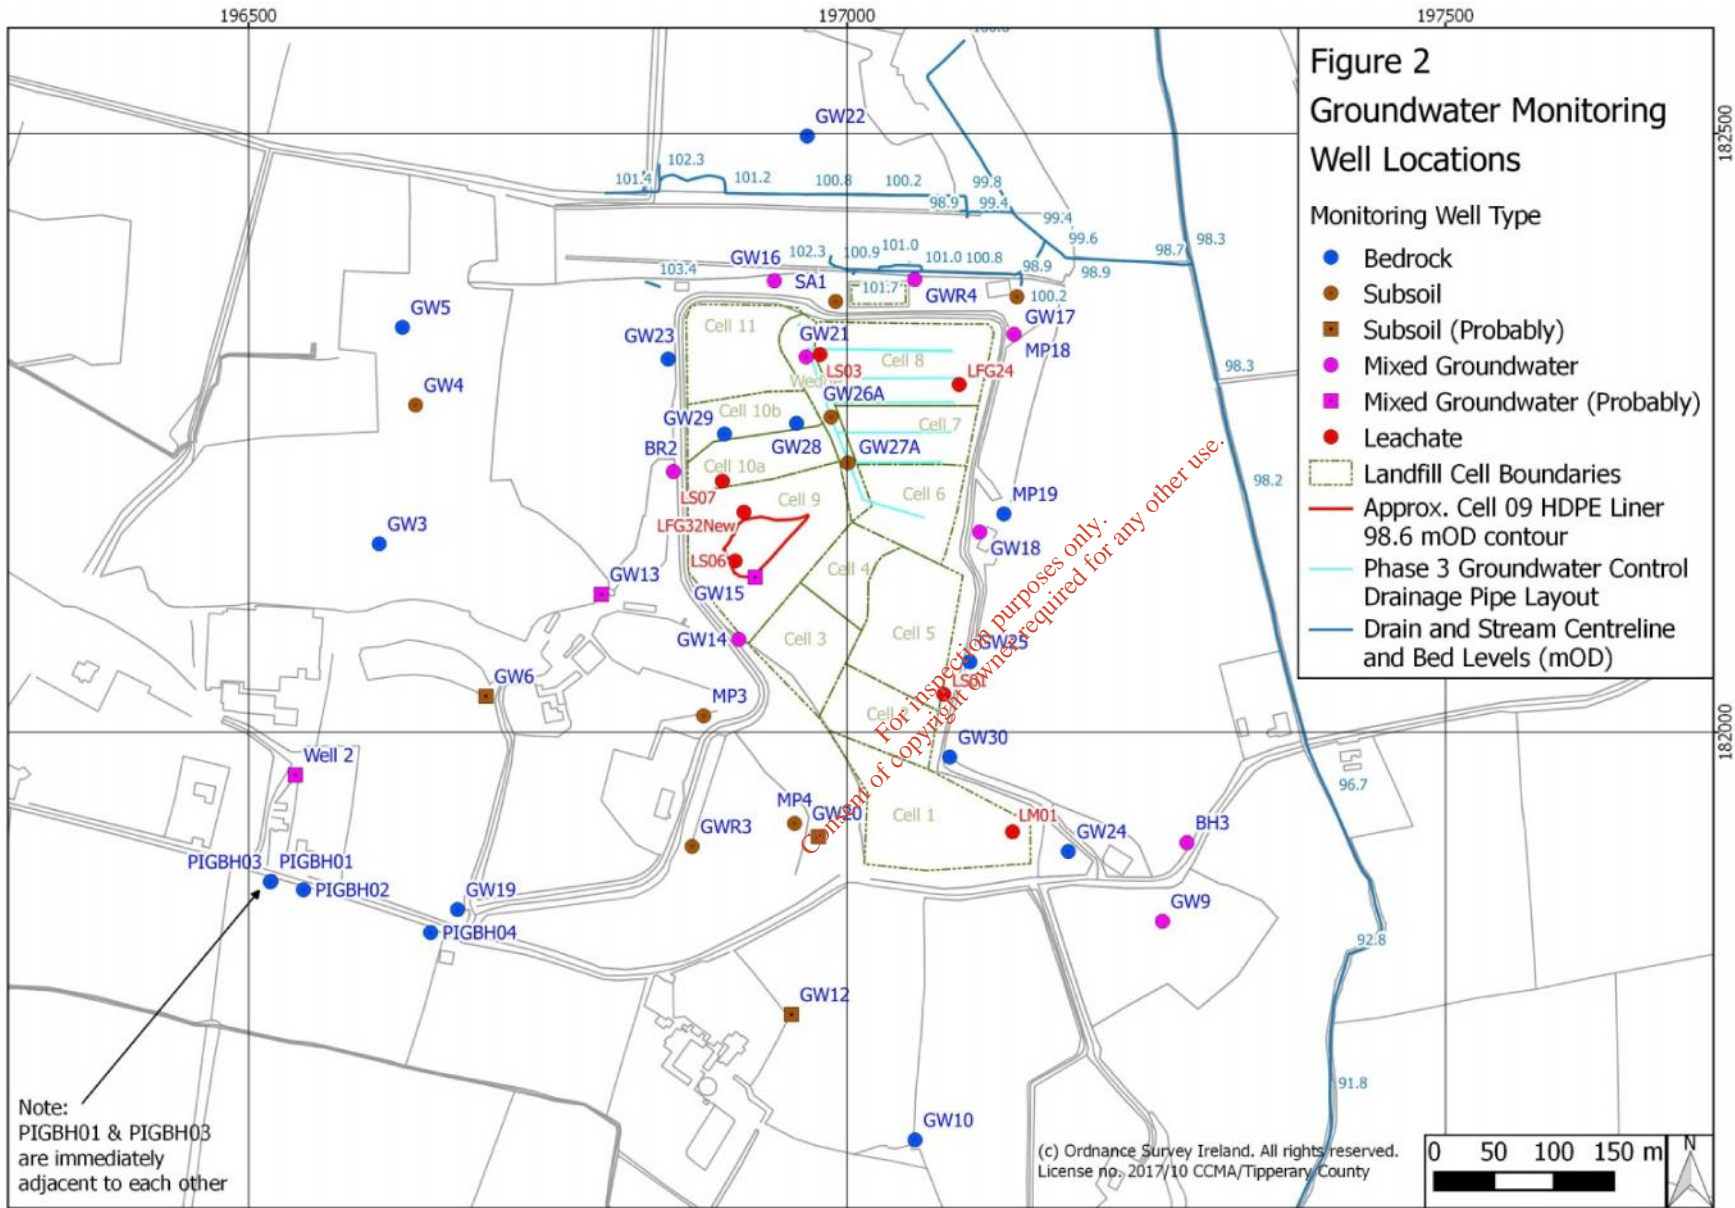 196500
197000
197500
182500
182000
Figure 2
Groundwater Monitoring
Well Locations
Monitoring Well Type
Bedrock
Subsoil
Subsoil (Probably)
Mixed Groundwater
Mixed Groundwater (Probably)
Leachate
Landfill Cell Boundaries
Approx. Cell 09 HDPE Liner
98.6 mOD contour
Phase 3 Groundwater Control
Drainage Pipe Layout
Drain and Stream Centreline
and Bed Levels (mOD)
GW22
102.3
101.4
101.2
100.8
100.2
99.8
98.9
99.4
99.4
99.6
98.7
98.3
98.9
GW16
102.3
100.9
101.0
101.0
100.8
98.9
103.4
SA1
101.7
GWR4
100.2
GW17
MP18
GW5
GW23
Cell 11
GW21
LS03
Cell 8
LFG24
98.3
GW4
GW26A
Cell 10b
GW29
GW28
Cell 7
BR2
GW27A
Cell 10a
LS07
Cell 9
Cell 6
MP19
98.2
LFG32New
GW3
GW18
LS06
Cell 4
GW13
GW15
GW14
Cell 3
Cell 5
GW25
GW6
LS01
MP3
Cell 2
GW30
Well 2
96.7
MP4
GW20
GWR3
Cell 1
LM01
GW24
BH3
PIGBH03
PIGBH01
PIGBH02
GW19
GW9
PIGBH04
92.8
GW12
91.8
GW10
For inspection purposes only.
Consent of copyright owner required for any other use.
Note:
PIGBH01 & PIGBH03
are immediately
adjacent to each other
(c) Ordnance Survey Ireland. All rights reserved.
License no. 2017/10 CCMA/Tipperary County
0 50 100 150 m
N